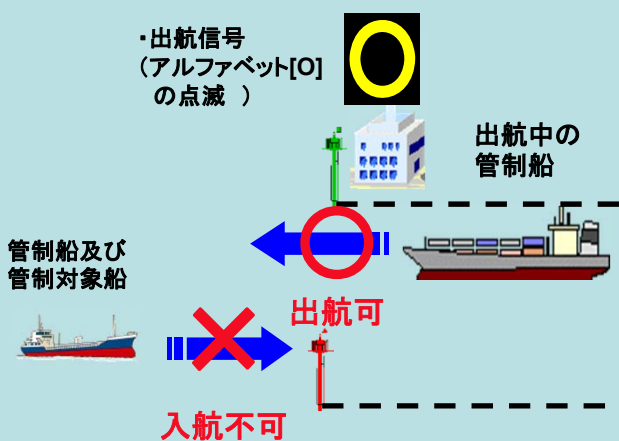 ・出航信号
(アルファベット[O]
の点滅 )
O
出航中の
管制船
管制船及び
管制対象船
出航可
入航不可